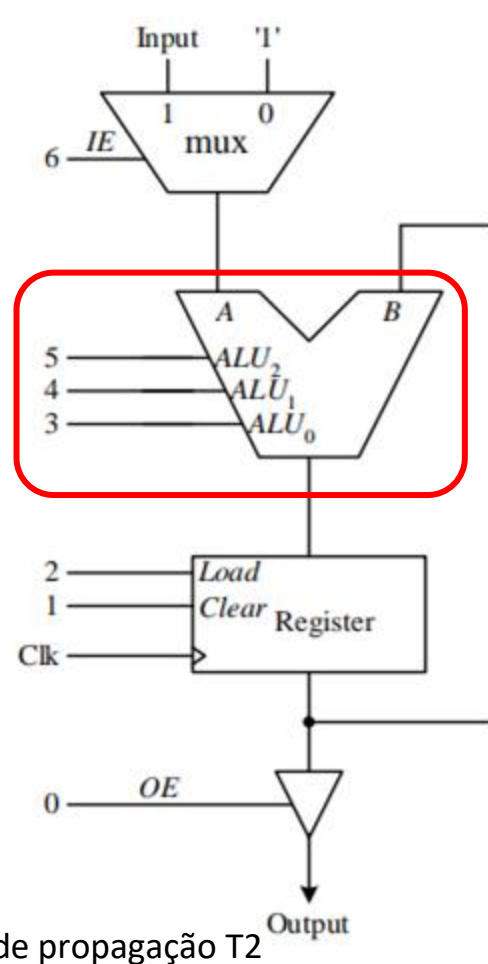 Input '1'
1 0
mux
6 IE
A B
5 ALU2
4 ALU1
3 ALU0
2 Load
1 Clear
Register
Clk
0 OE
Output
de propagação T2